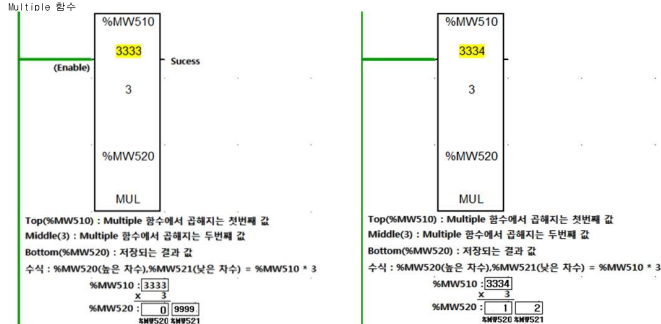 Multiple 함수
%MW510
3333
(Enable)
Sucess
3
%MW520
MUL
Top(%MW510) : Multiple 함수에서 곱해지는 첫번째 값
Middle(3) : Multiple 함수에서 곱해지는 두번째 값
Bottom(%MW520) : 저장되는 결과 값
수식 : %MW520(높은 자수),%MW521(낮은 자수) = %MW510 * 3
%MW510 : 3333
x 3
%MW520 : 0 9999
%MW520 %MW521
%MW510
3334
3
%MW520
MUL
Top(%MW510) : Multiple 함수에서 곱해지는 첫번째 값
Middle(3) : Multiple 함수에서 곱해지는 두번째 값
Bottom(%MW520) : 저장되는 결과 값
수식 : %MW520(높은 자수),%MW521(낮은 자수) = %MW510 * 3
%MW510 : 3334
x 3
%MW520 : 1 2
%MW520 %MW521